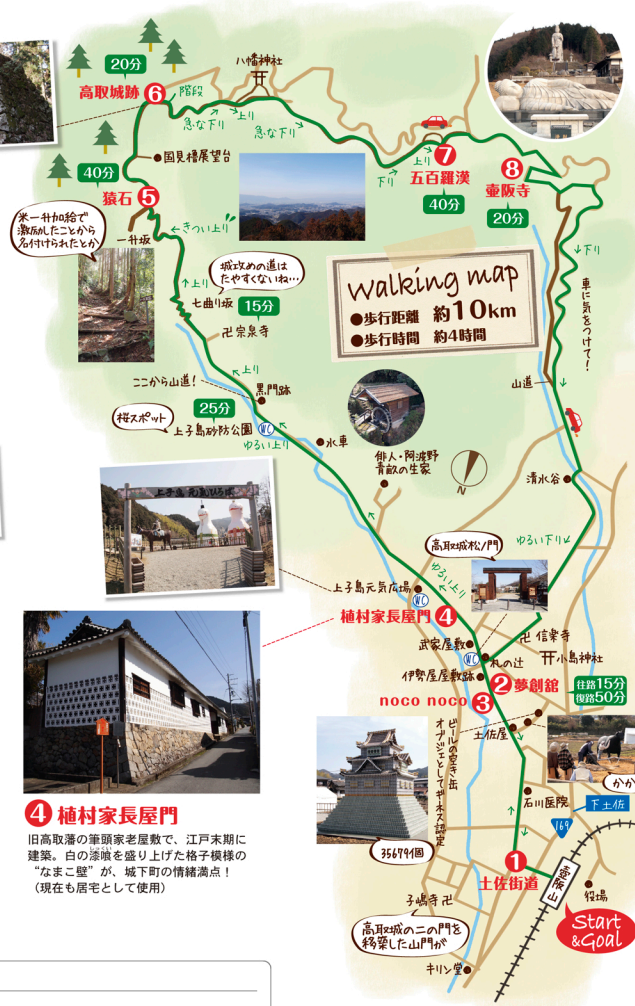 20分
高取城跡
6
階段
八幡神社
上り
急な下り
急な下り
国見櫓展望台
40分
猿石
5
一升坂
きつい上り
米一升加給で
激励したことから
名付けられたとか
上り
下り
7
五百羅漢
40分
8
壷阪寺
20分
下り
車に気をつけて!
城攻めの道は
たやすくないね…
七曲り坂
15分
卍宗泉寺
上り
Walking map
●歩行距離 約10km
●歩行時間 約4時間
ここから山道!
黒門跡
25分
桜スポット
上子島砂防公園
WC
ゆるい上り
水車
俳人・阿波野
青畝の生家
N
山道
清水谷
ゆるい下り
上子島 元気ひろば
上子島元気広場
WC
高取城松ノ門
ゆるい上り
植村家長屋門
4
武家屋敷
WC
札の辻
卍 信楽寺
小島神社
伊勢屋屋敷跡
2
夢創舘
往路15分
復路50分
noco noco
3
土佐屋
ビールの空き缶
オブジェとしてギネス認定
35679個
かか
石川医院
169
下土佐
1
土佐街道
壺阪山
役場
Start
&Goal
子嶋寺 卍
高取城の二の門を
移築した山門が
キリン堂
4 植村家長屋門
旧高取藩の筆頭家老屋敷で、江戸末期に
建築。白の漆喰を盛り上げた格子模様の
しっくい
“なまこ壁”が、城下町の情緒満点!
(現在も居宅として使用)